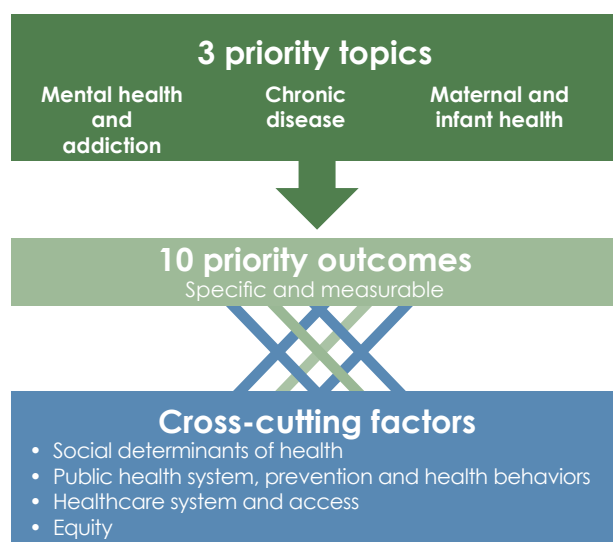 3 priority topics
Mental health
and
addiction
Chronic
disease
Maternal and
infant health
10 priority outcomes
Specific and measurable
Cross-cutting factors
• Social determinants of health
• Public health system, prevention and health behaviors
• Healthcare system and access
• Equity